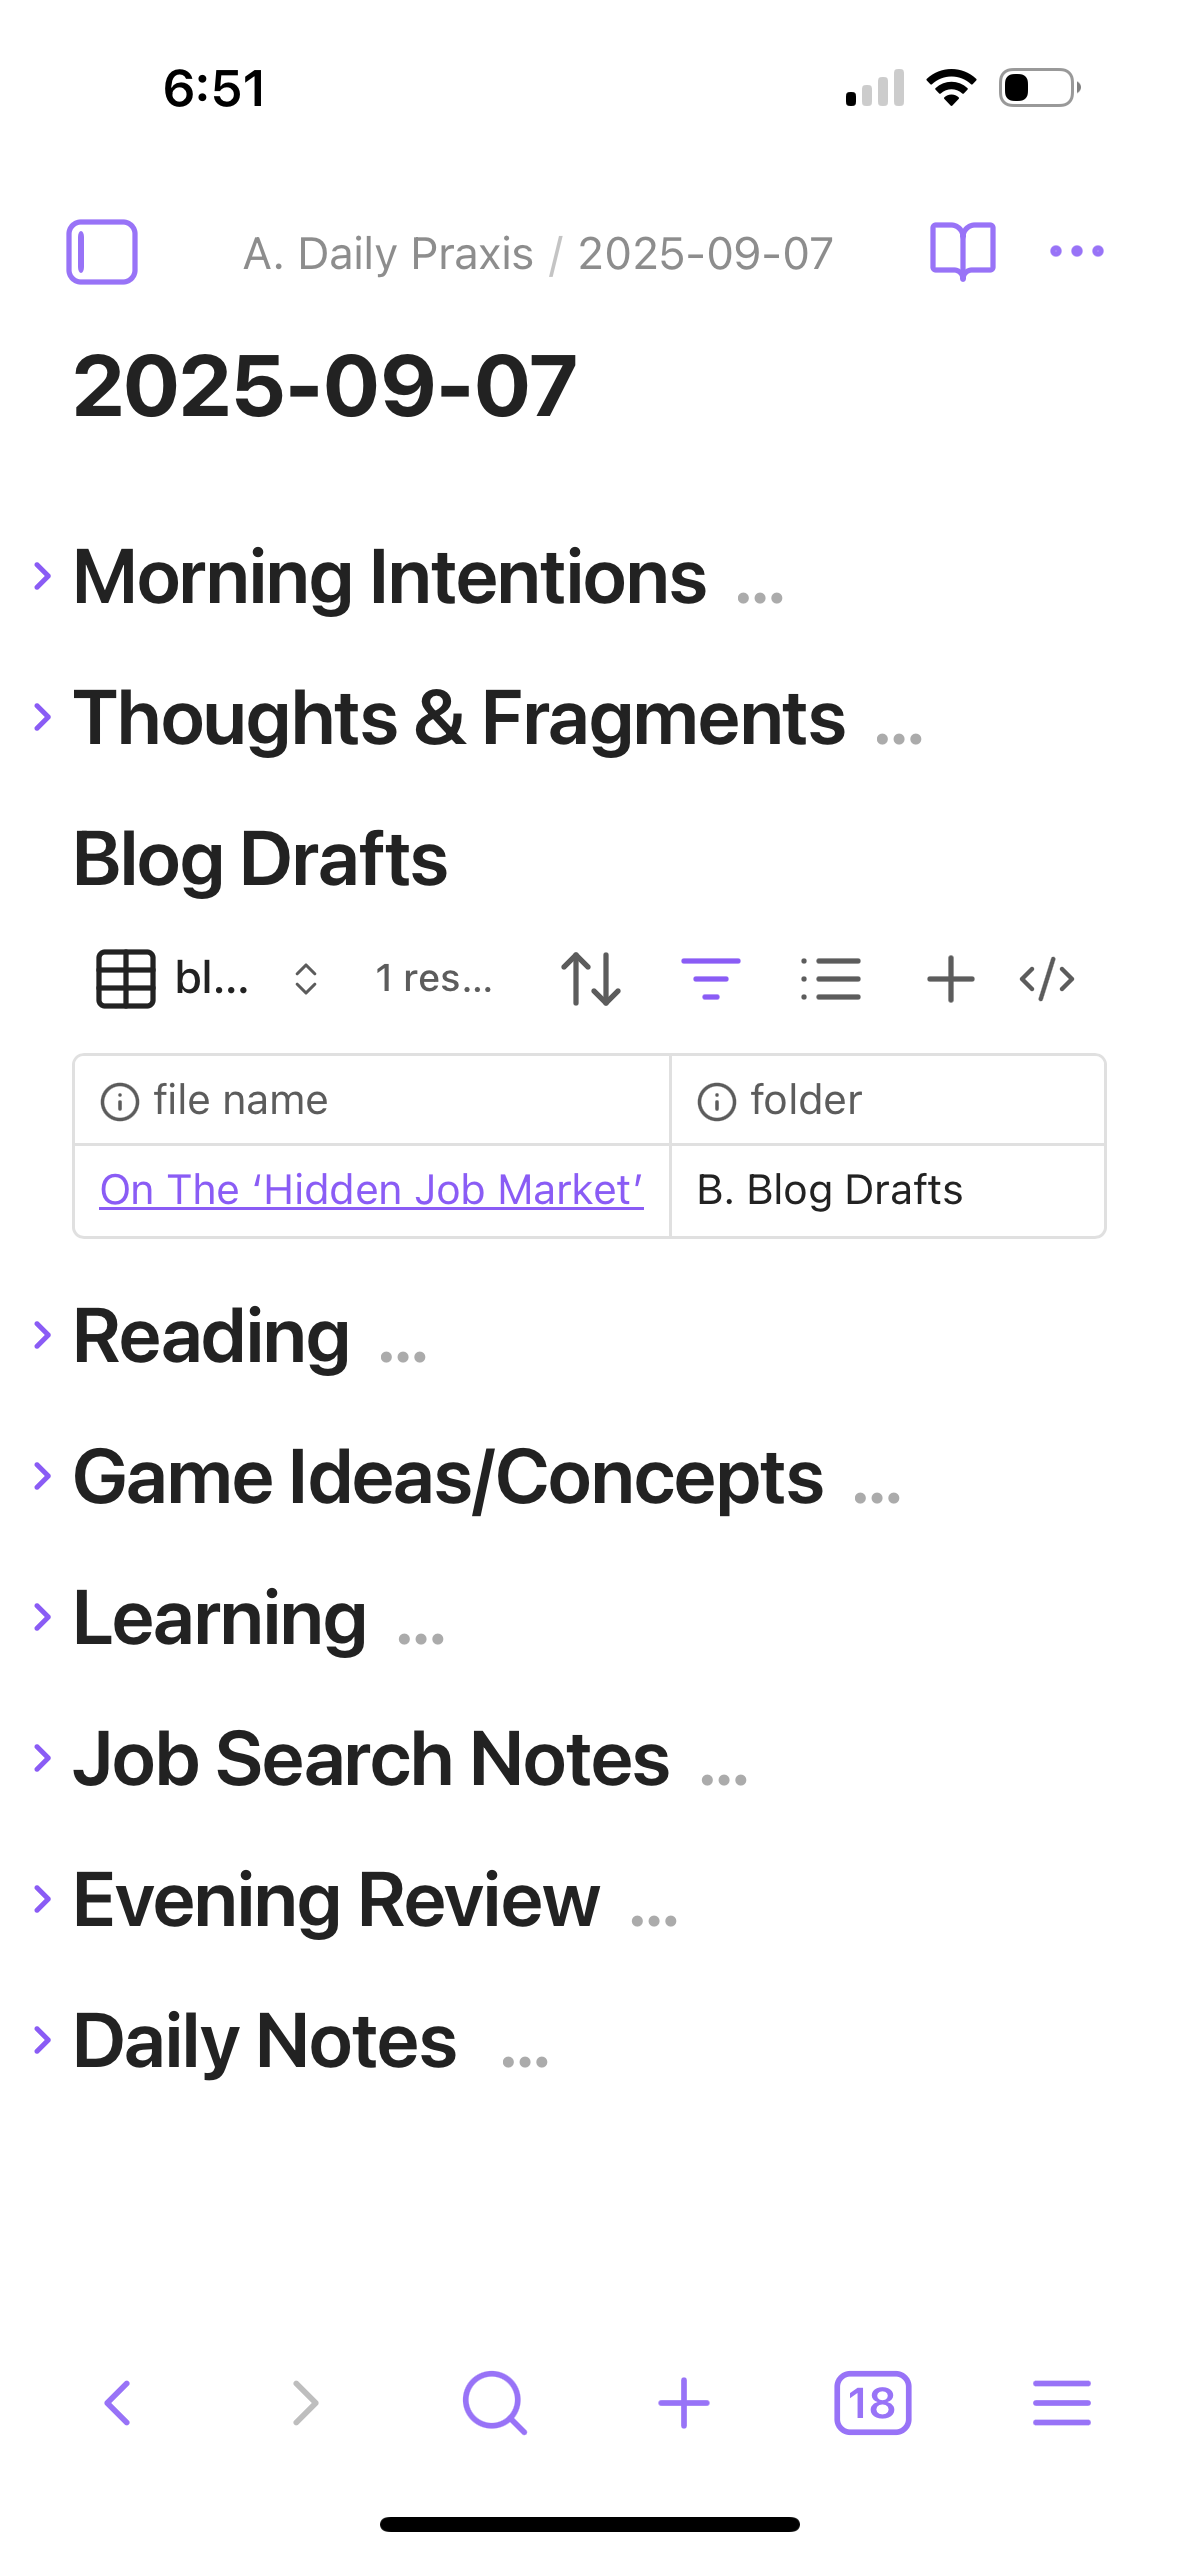 6:51
A. Daily Praxis / 2025-09-07
2025-09-07
Morning Intentions ...
Thoughts & Fragments ...
Blog Drafts
bl... 1 res...
file name folder
On The ‘Hidden Job Market’ B. Blog Drafts
Reading ...
Game Ideas/Concepts ...
Learning ...
Job Search Notes ...
Evening Review ...
Daily Notes ...
18